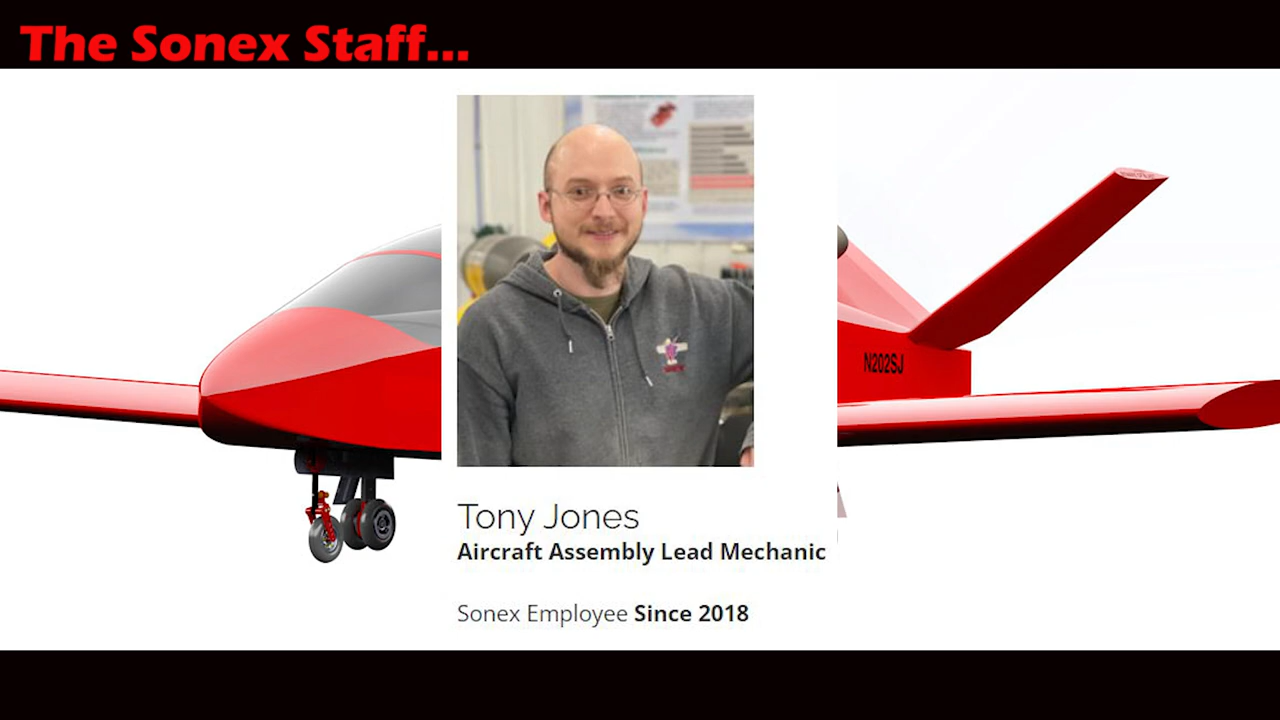 The Sonex Staff...
N202SJ
Tony Jones
Aircraft Assembly Lead Mechanic
Sonex Employee Since 2018